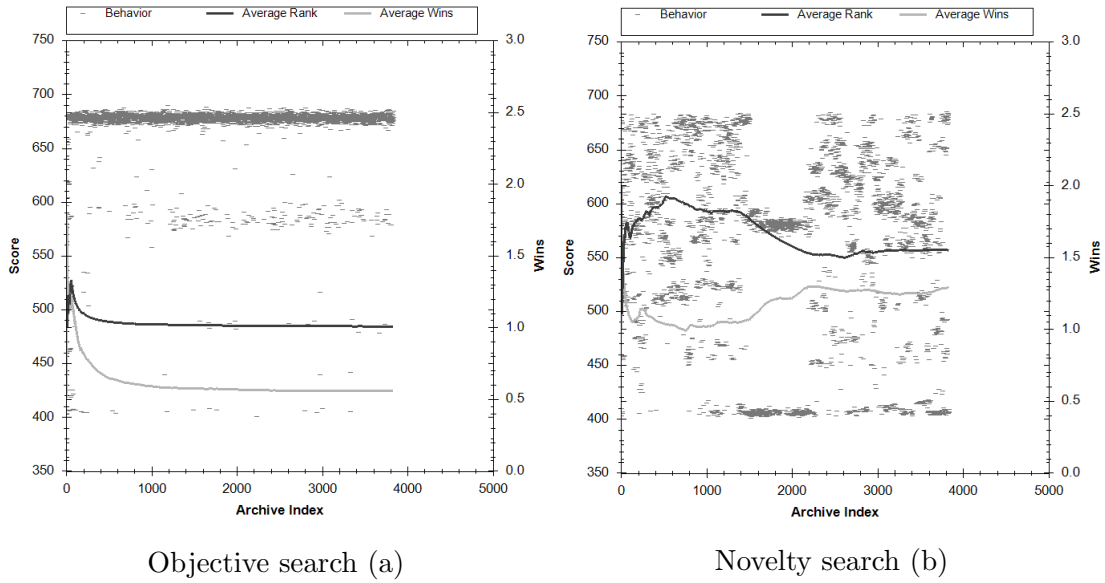 Behavior Average Rank Average Wins
750
700
650
600
550
500
450
400
350
Score
3.0
2.5
2.0
1.5
1.0
0.5
0.0
Wins
0 1000 2000 3000 4000 5000
Archive Index
Objective search (a)
Behavior Average Rank Average Wins
750
700
650
600
550
500
450
400
350
Score
3.0
2.5
2.0
1.5
1.0
0.5
0.0
Wins
0 1000 2000 3000 4000 5000
Archive Index
Novelty search (b)